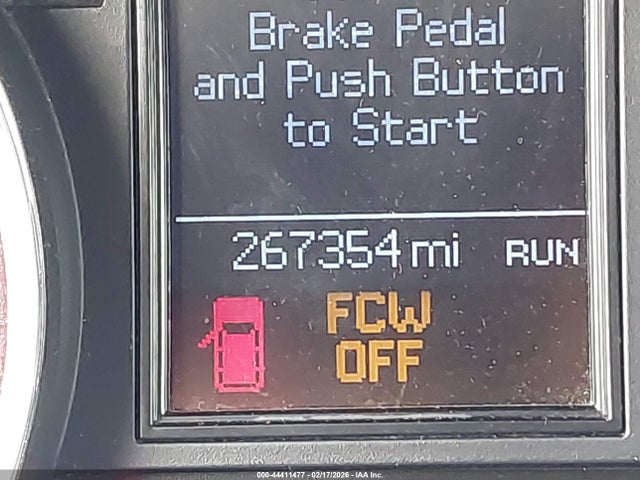 Brake Pedal
and Push Button
to Start
267354 mi RUN
FCW
OFF
000-44411477 - 02/17/2026 - IAA Inc.